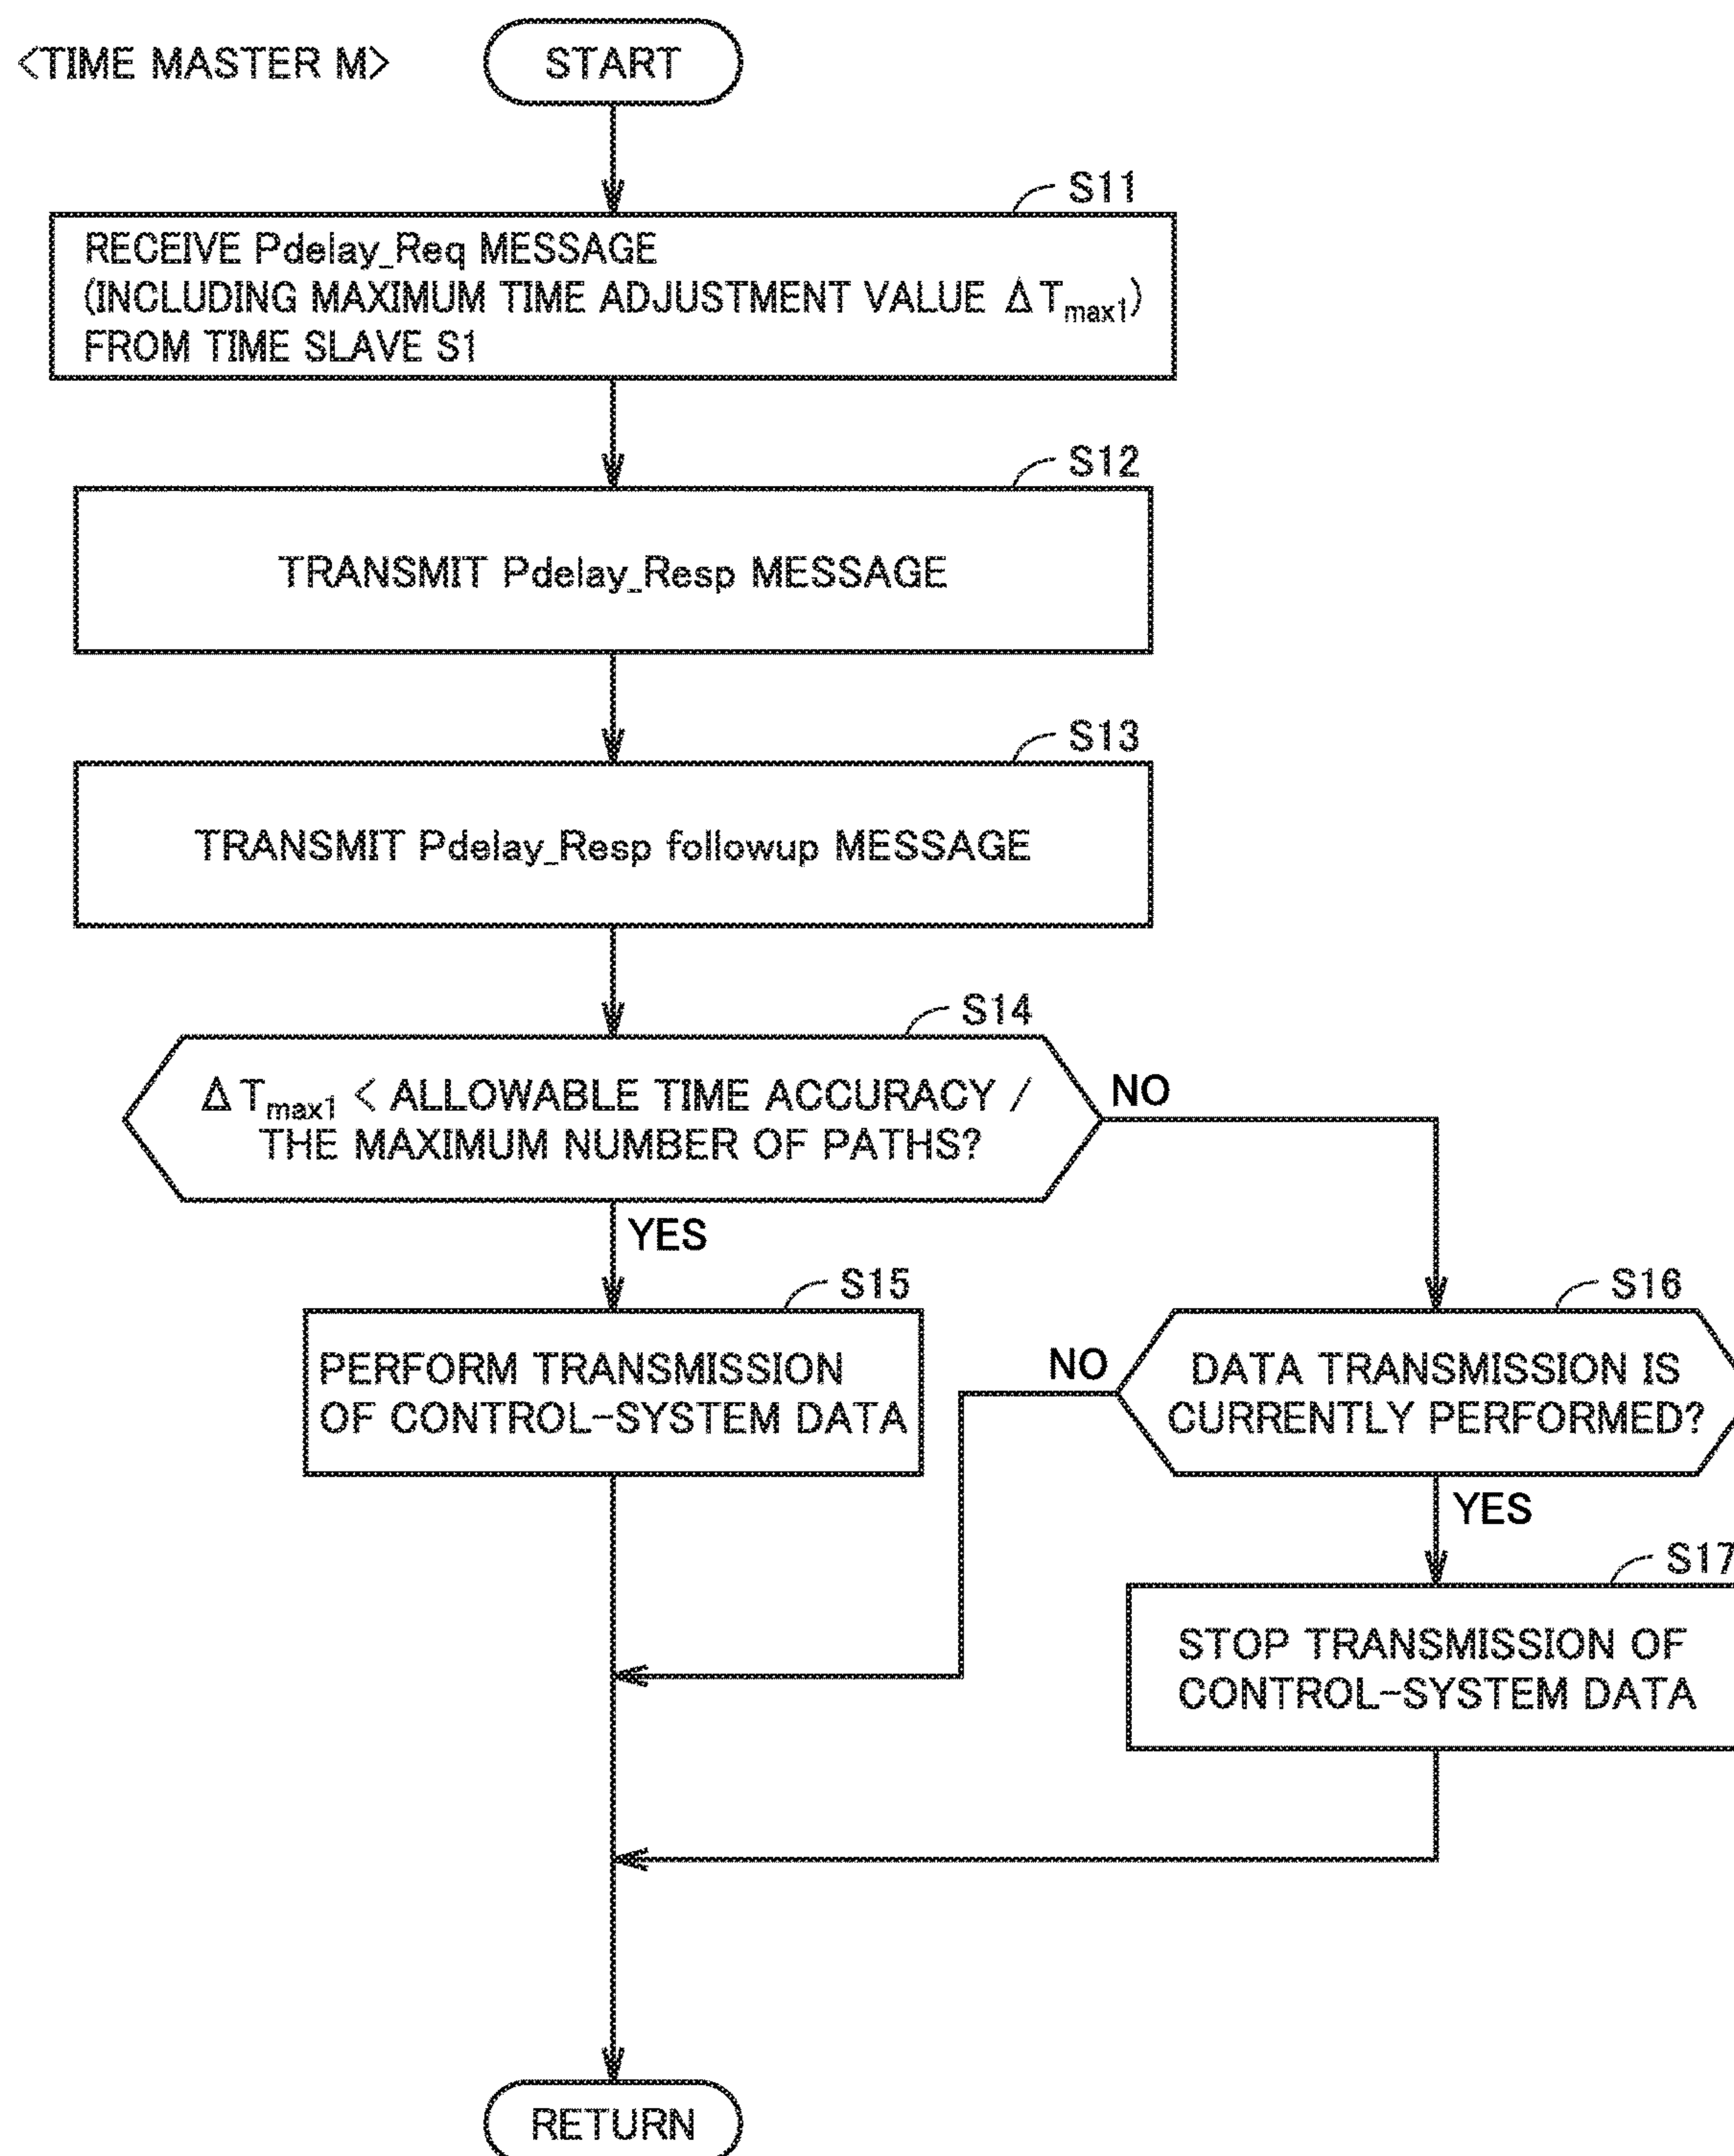 <TIME MASTER M>
START
S11
RECEIVE Pdelay_Req MESSAGE
(INCLUDING MAXIMUM TIME ADJUSTMENT VALUE ΔTmax1)
FROM TIME SLAVE S1
S12
TRANSMIT Pdelay_Resp MESSAGE
S13
TRANSMIT Pdelay_Resp followup MESSAGE
S14
ΔTmax1 < ALLOWABLE TIME ACCURACY /
THE MAXIMUM NUMBER OF PATHS?
NO
YES
S15
PERFORM TRANSMISSION
OF CONTROL-SYSTEM DATA
S16
NO
DATA TRANSMISSION IS
CURRENTLY PERFORMED?
YES
S17
STOP TRANSMISSION OF
CONTROL-SYSTEM DATA
RETURN